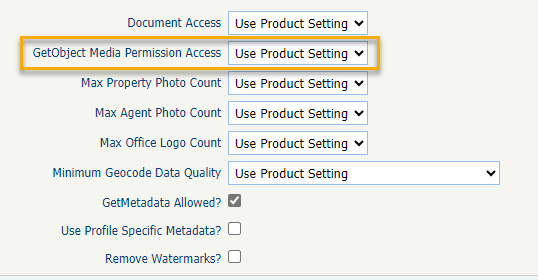 Document Access Use Product Setting
GetObject Media Permission Access Use Product Setting
Max Property Photo Count Use Product Setting
Max Agent Photo Count Use Product Setting
Max Office Logo Count Use Product Setting
Minimum Geocode Data Quality Use Product Setting
GetMetadata Allowed?
Use Profile Specific Metadata?
Remove Watermarks?